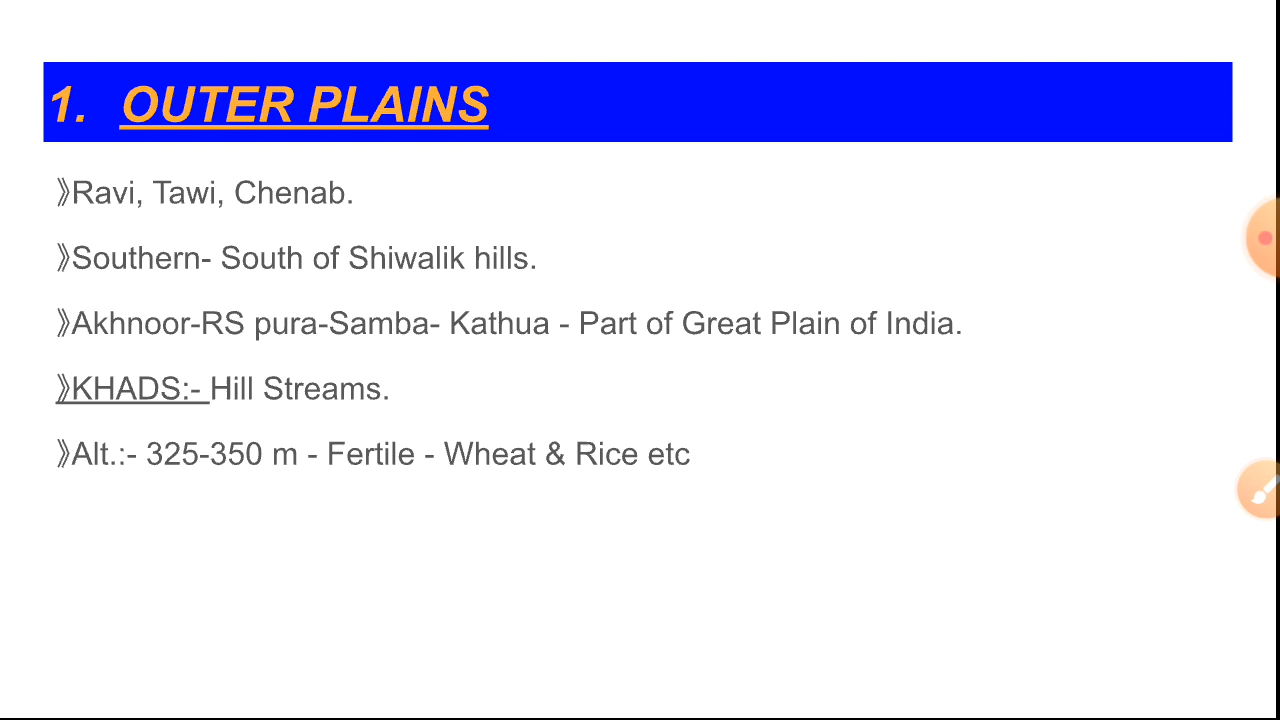 1. OUTER PLAINS
》Ravi, Tawi, Chenab.
》Southern- South of Shiwalik hills.
》Akhnoor-RS pura-Samba- Kathua - Part of Great Plain of India.
》KHADS:- Hill Streams.
》Alt.:- 325-350 m - Fertile - Wheat & Rice etc